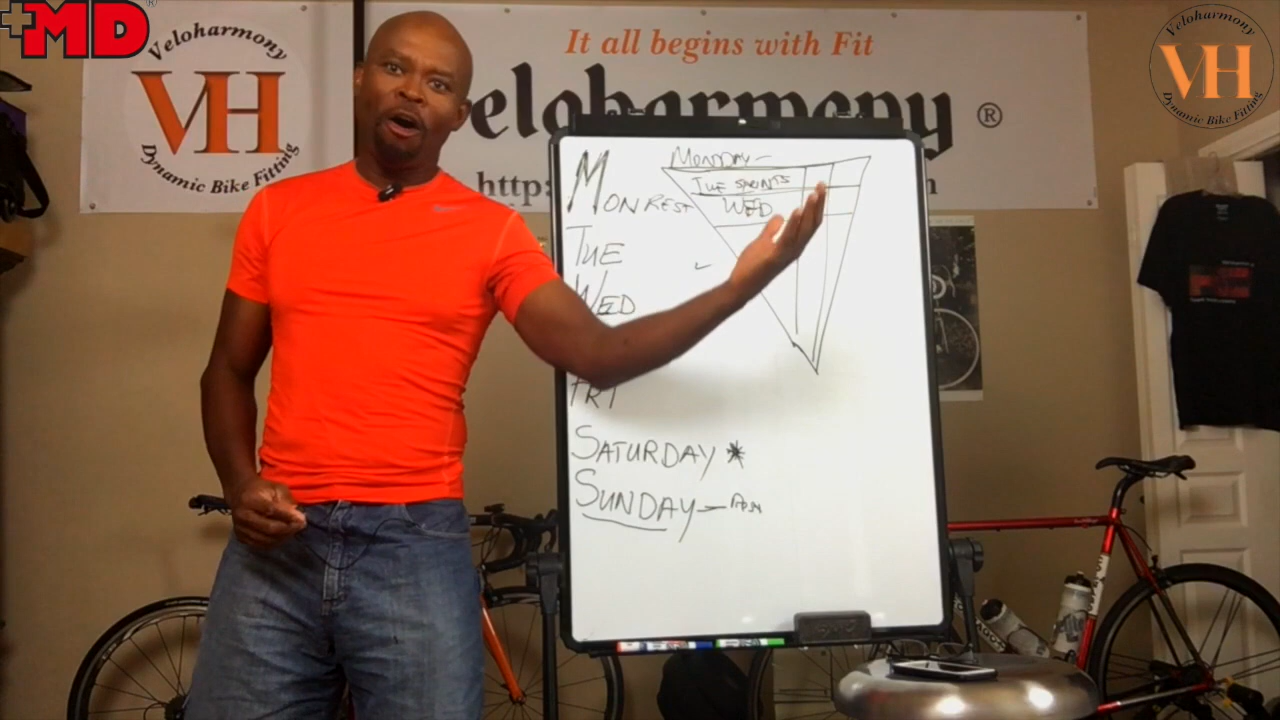 +MD
Veloharmony
VH
Dynamic Bike Fitting
It all begins with Fit
Veloharmony ®
http
Veloharmony
VH
Dynamic Bike Fitting
MON REST
TUE
WED
FRI
SATURDAY *
SUNDAY –
MONDAY –
TUE SPRINTS
WED